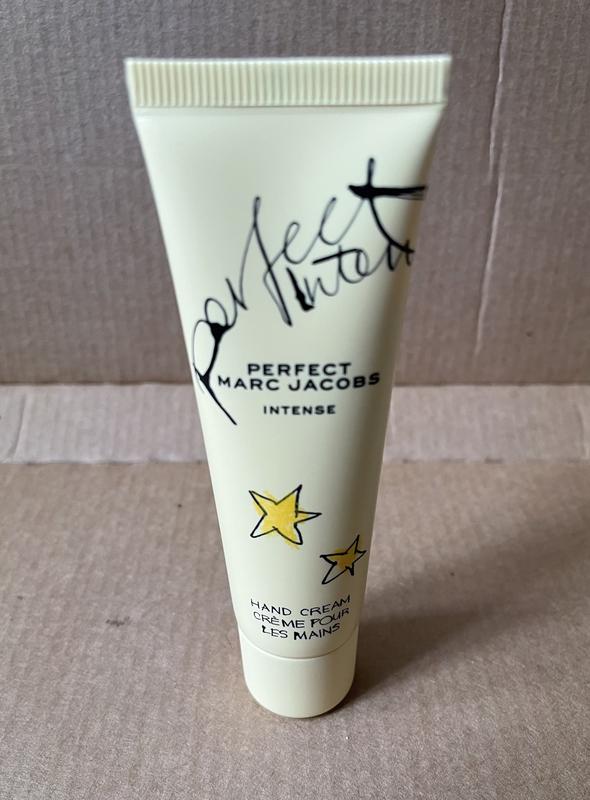 perfect
Intense
PERFECT
MARC JACOBS
INTENSE
HAND CREAM
CRÈME POUR
LES MAINS